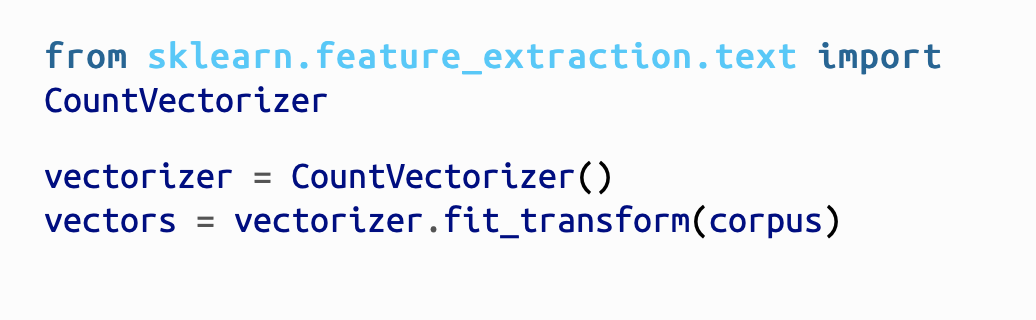 from sklearn.feature_extraction.text import
CountVectorizer
vectorizer = CountVectorizer()
vectors = vectorizer.fit_transform(corpus)